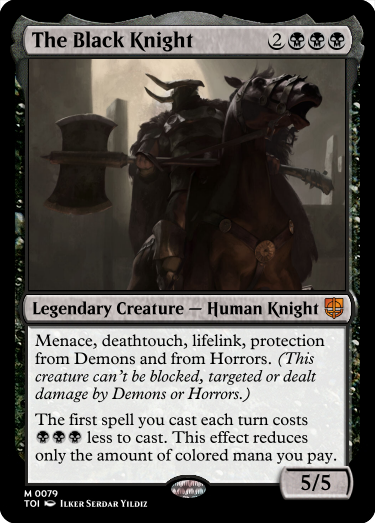 The Black Knight 2
Legendary Creature — Human Knight
Menace, deathtouch, lifelink, protection
from Demons and from Horrors. (This
creature can't be blocked, targeted or dealt
damage by Demons or Horrors.)
The first spell you cast each turn costs
less to cast. This effect reduces
only the amount of colored mana you pay.
5/5
M 0079
TOI ILKER SERDAR YILDIZ